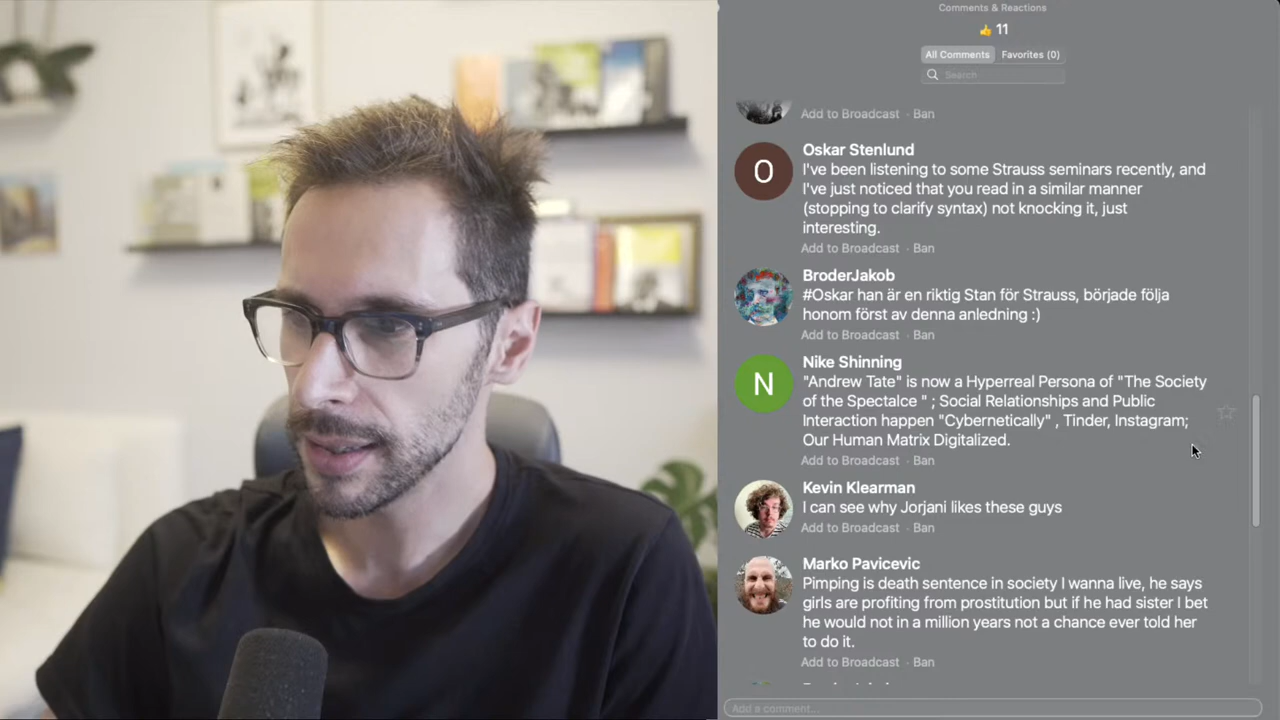 Comments & Reactions
👍 11
All Comments Favorites (0)
Search
Add to Broadcast · Ban
Oskar Stenlund
O
I've been listening to some Strauss seminars recently, and
I've just noticed that you read in a similar manner
(stopping to clarify syntax) not knocking it, just
interesting.
Add to Broadcast · Ban
BroderJakob
#Oskar han är en riktig Stan för Strauss, började följa
honom först av denna anledning :)
Add to Broadcast · Ban
Nike Shinning
N
"Andrew Tate" is now a Hyperreal Persona of "The Society
of the Spectalce " ; Social Relationships and Public
Interaction happen "Cybernetically" , Tinder, Instagram;
Our Human Matrix Digitalized.
Add to Broadcast · Ban
Kevin Klearman
I can see why Jorjani likes these guys
Add to Broadcast · Ban
Marko Pavicevic
Pimping is death sentence in society I wanna live, he says
girls are profiting from prostitution but if he had sister I bet
he would not in a million years not a chance ever told her
to do it.
Add to Broadcast · Ban
Add a comment...